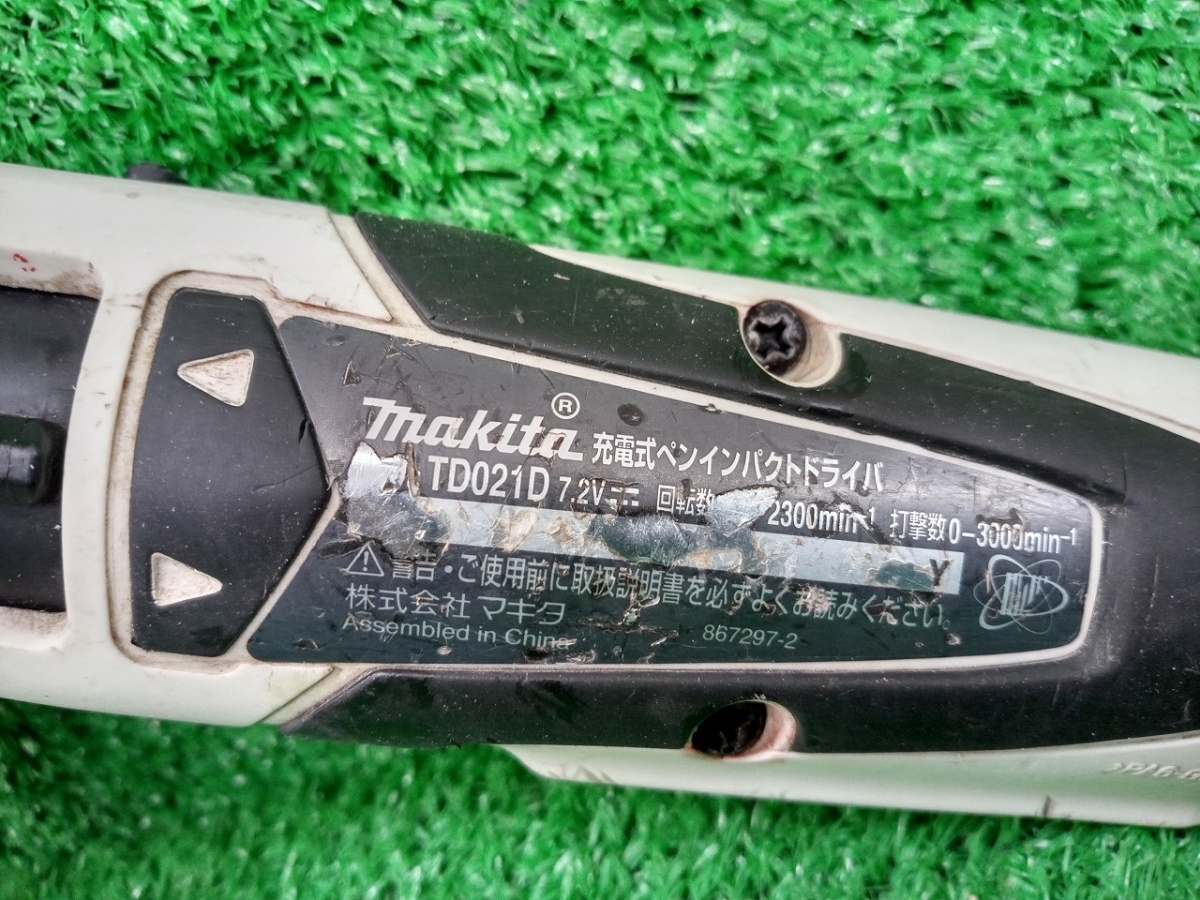 makita® 充電式ペンインパクトドライバ
TD021D 7.2V⎓ 回転数 2300min⁻¹ 打撃数0-3000min⁻¹
Y
⚠警告・ご使用前に取扱説明書を必ずよくお読みください。
株式会社マキタ
Assembled in China 867297-2